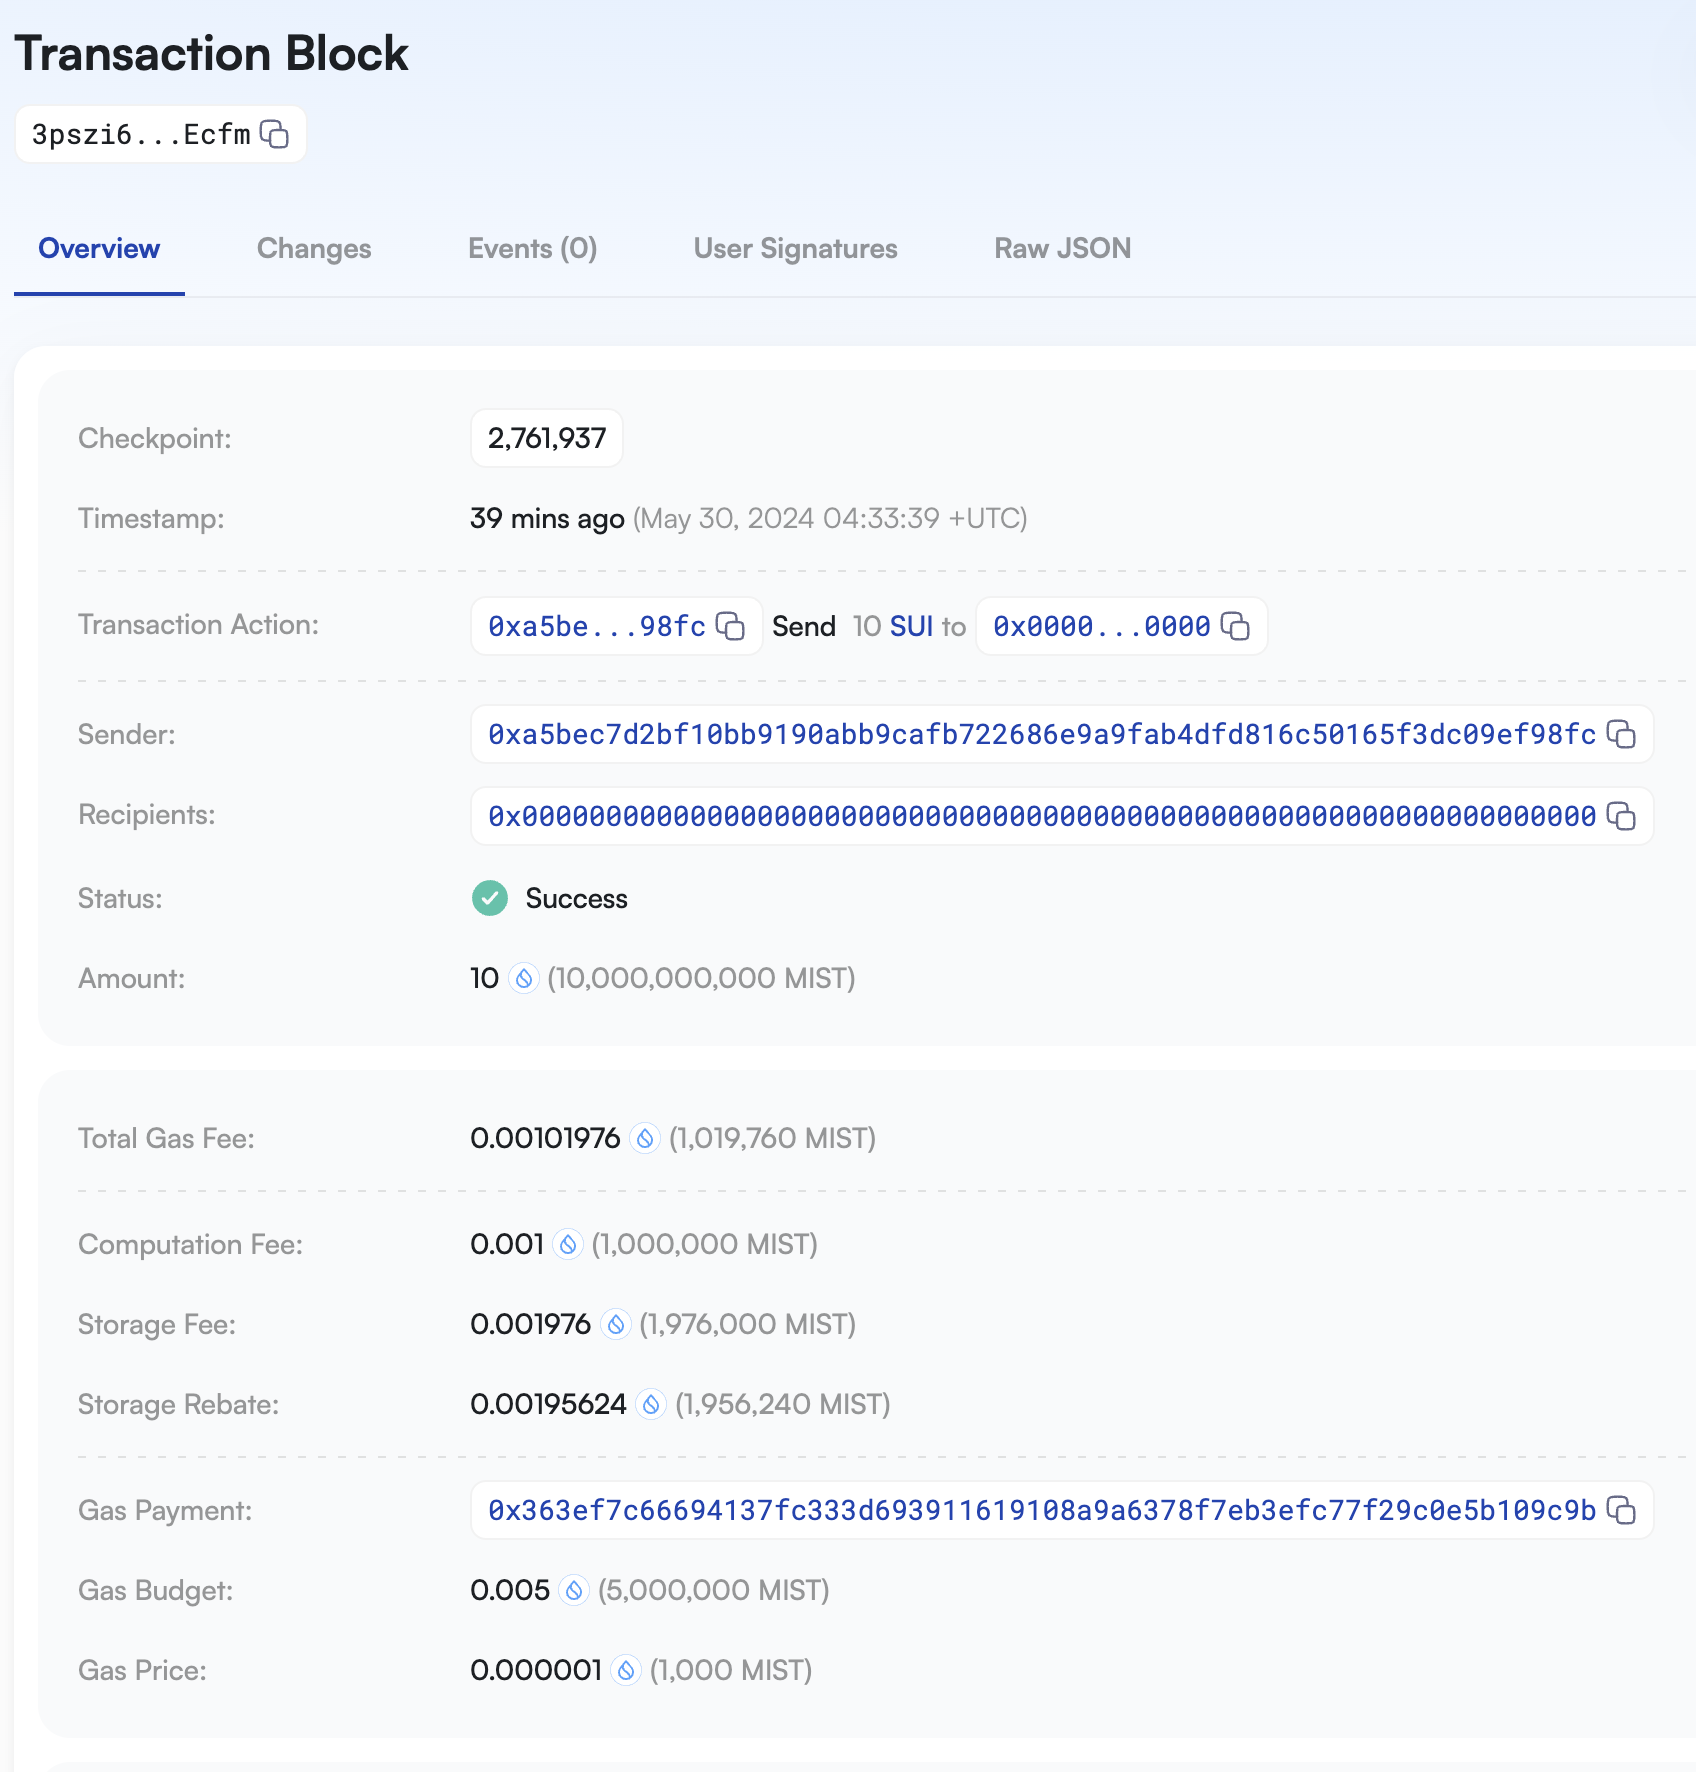 Transaction Block
3pszi6...Ecfm
Overview Changes Events (0) User Signatures Raw JSON
Checkpoint: 2,761,937
Timestamp: 39 mins ago (May 30, 2024 04:33:39 +UTC)
Transaction Action: 0xa5be...98fc Send 10 SUI to 0x0000...0000
Sender: 0xa5bec7d2bf10bb9190abb9cafb722686e9a9fab4dfd816c50165f3dc09ef98fc
Recipients: 0x0000000000000000000000000000000000000000000000000000000000000000
Status: Success
Amount: 10 (10,000,000,000 MIST)
Total Gas Fee: 0.00101976 (1,019,760 MIST)
Computation Fee: 0.001 (1,000,000 MIST)
Storage Fee: 0.001976 (1,976,000 MIST)
Storage Rebate: 0.00195624 (1,956,240 MIST)
Gas Payment: 0x363ef7c66694137fc333d693911619108a9a6378f7eb3efc77f29c0e5b109c9b
Gas Budget: 0.005 (5,000,000 MIST)
Gas Price: 0.000001 (1,000 MIST)